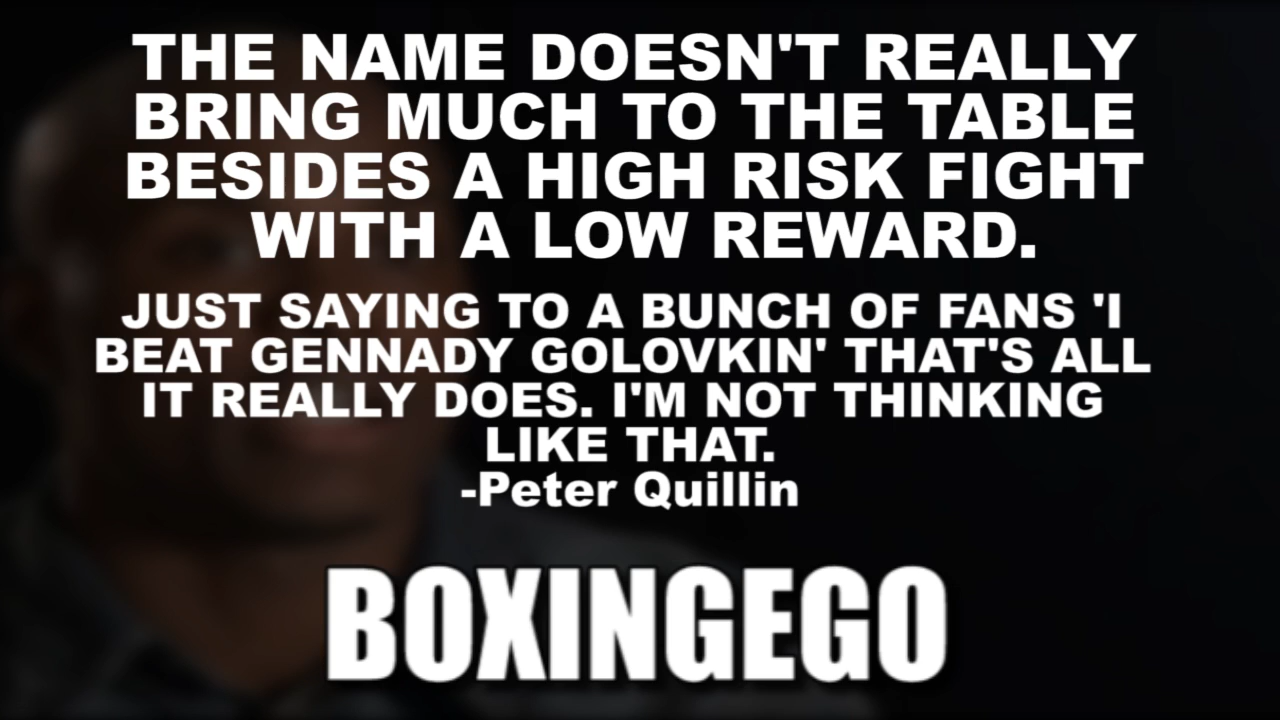 THE NAME DOESN'T REALLY
BRING MUCH TO THE TABLE
BESIDES A HIGH RISK FIGHT
WITH A LOW REWARD.
JUST SAYING TO A BUNCH OF FANS 'I
BEAT GENNADY GOLOVKIN' THAT'S ALL
IT REALLY DOES. I'M NOT THINKING
LIKE THAT.
-Peter Quillin
BOXINGEGO